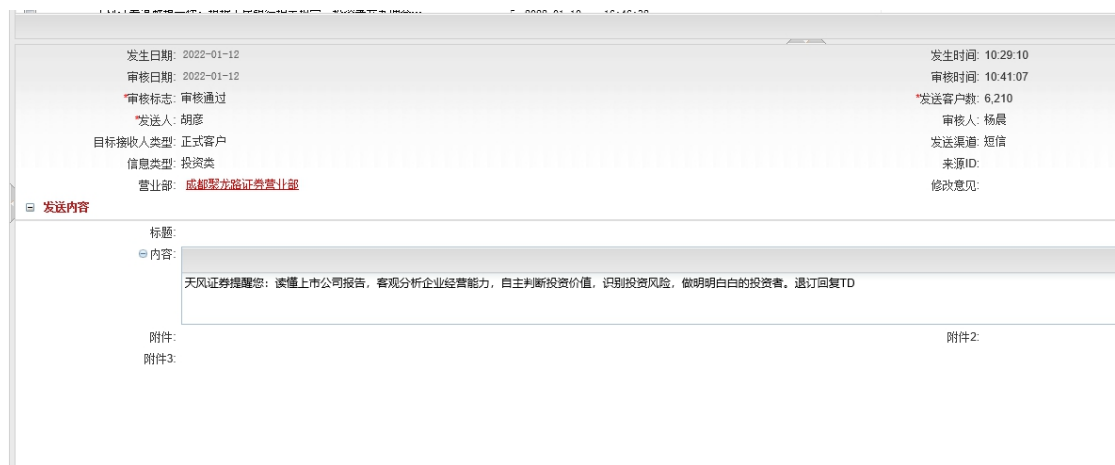 发生日期: 2022-01-12 发生时间: 10:29:10
审核日期: 2022-01-12 审核时间: 10:41:07
*审核标志: 审核通过 *发送客户数: 6,210
*发送人: 胡彦 审核人: 杨晨
目标接收人类型: 正式客户 发送渠道: 短信
信息类型: 投资类 来源ID:
营业部: 成都聚龙路证券营业部 修改意见:
发送内容
标题:
内容:
天风证券提醒您：读懂上市公司报告，客观分析企业经营能力，自主判断投资价值，识别投资风险，做明明白白的投资者。退订回复TD
附件: 附件2:
附件3: